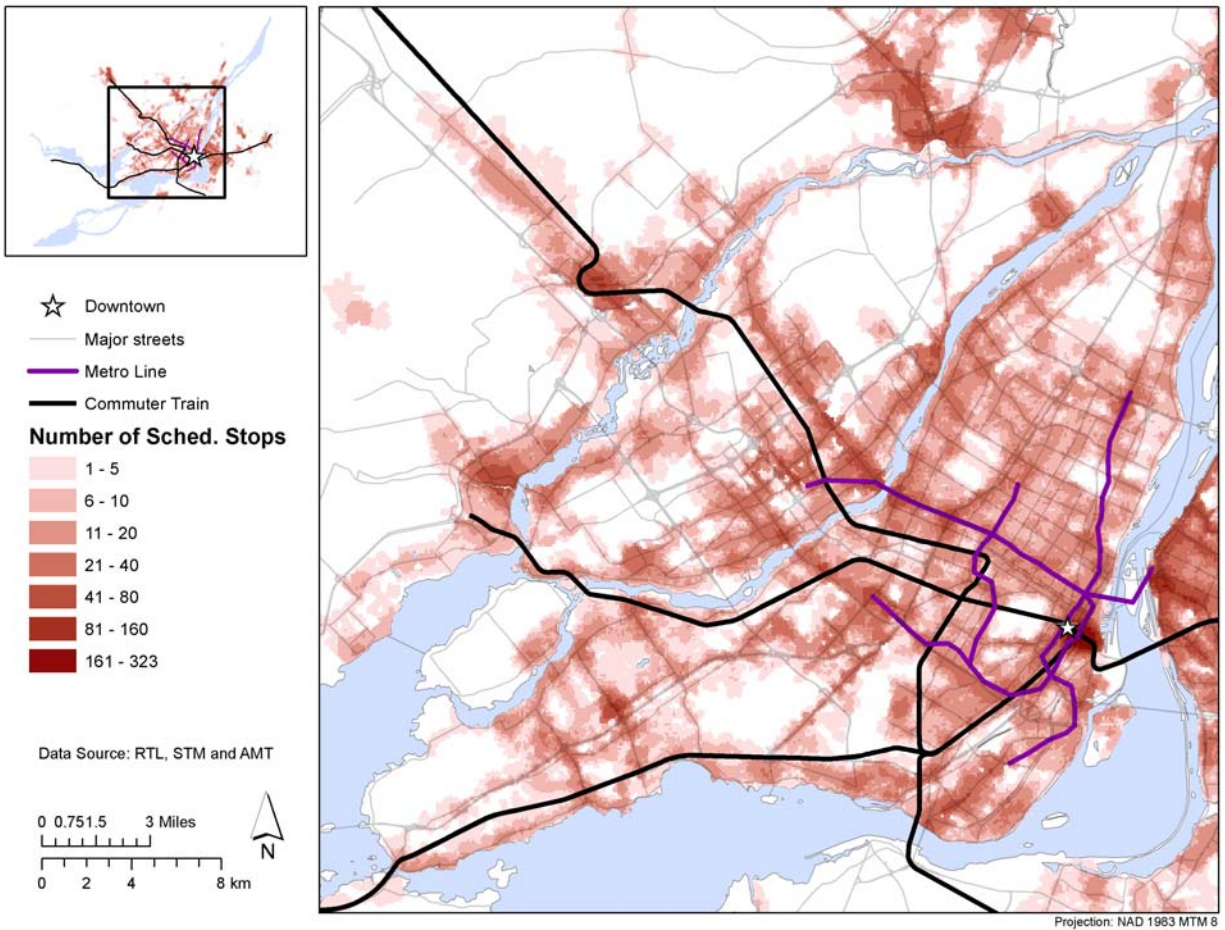 Downtown
Major streets
Metro Line
Commuter Train
Number of Sched. Stops
1 - 5
6 - 10
11 - 20
21 - 40
41 - 80
81 - 160
161 - 323
Data Source: RTL, STM and AMT
0 0.751.5 3 Miles
N
0 2 4 8 km
Projection: NAD 1983 MTM 8